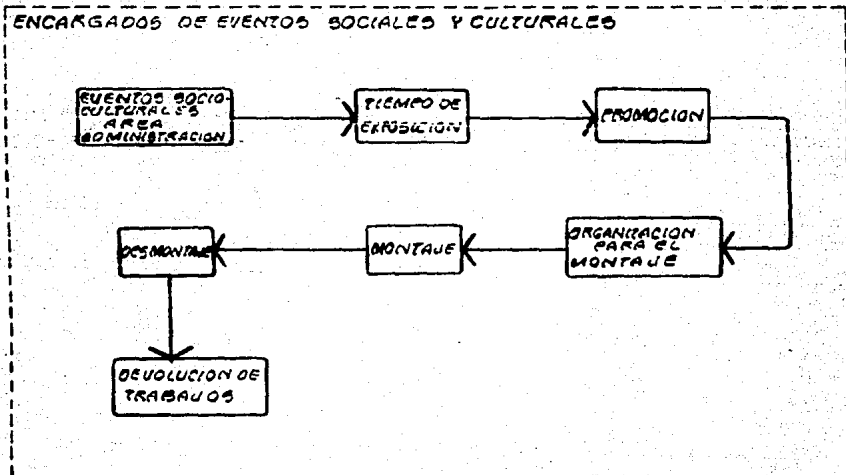 ENCARGADOS DE EVENTOS SOCIALES Y CULTURALES
EVENTOS SOCIO-
CULTURALES
AREA
ADMINISTRACION
TIEMPO DE
EXPOSICION
PROMOCION
ORGANIZACION
PARA EL
MONTAJE
MONTAJE
DESMONTAJE
DEVOLUCION DE
TRABAJOS